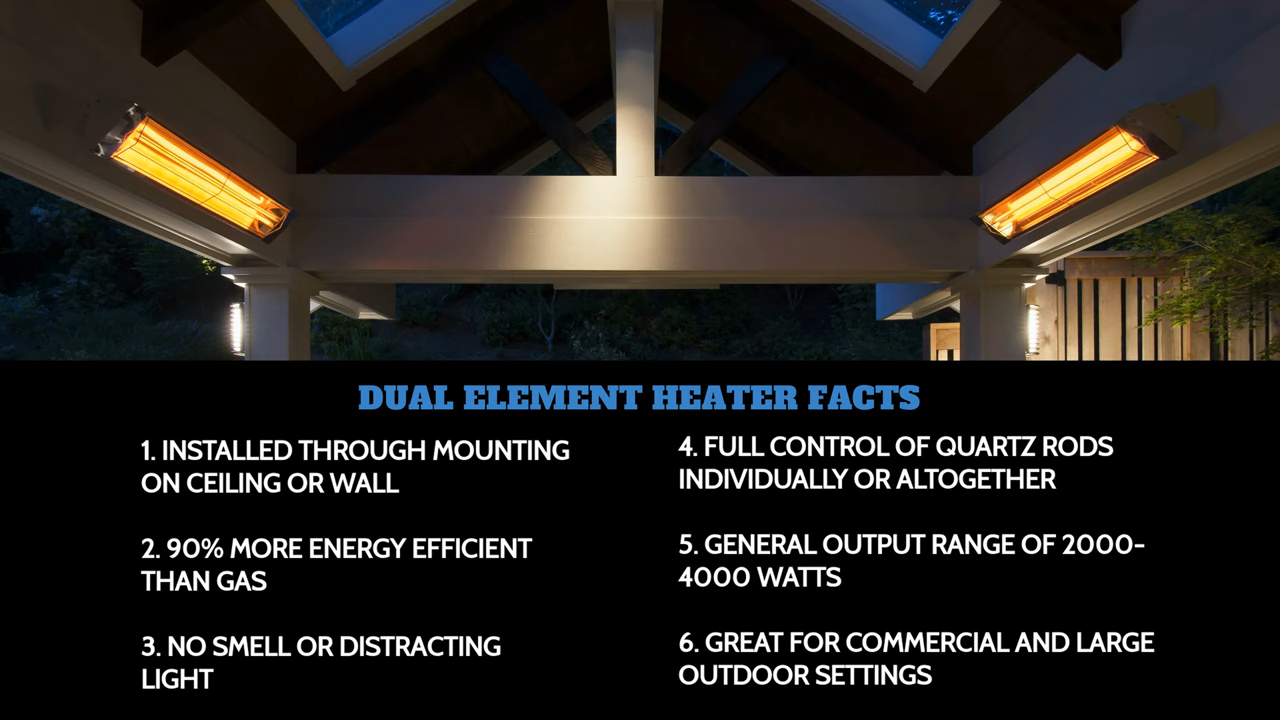 DUAL ELEMENT HEATER FACTS
1. INSTALLED THROUGH MOUNTING
ON CEILING OR WALL
2. 90% MORE ENERGY EFFICIENT
THAN GAS
3. NO SMELL OR DISTRACTING
LIGHT
4. FULL CONTROL OF QUARTZ RODS
INDIVIDUALLY OR ALTOGETHER
5. GENERAL OUTPUT RANGE OF 2000-
4000 WATTS
6. GREAT FOR COMMERCIAL AND LARGE
OUTDOOR SETTINGS